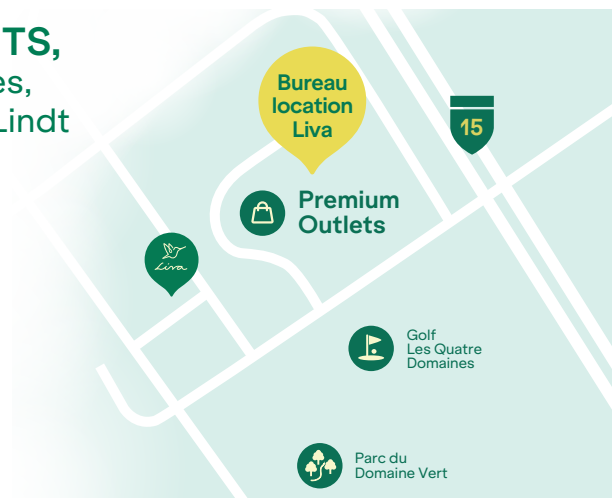 TS,
es,
Lindt
Bureau
location
Liva
15
Premium
Outlets
Liva
Golf
Les Quatre
Domaines
Parc du
Domaine Vert